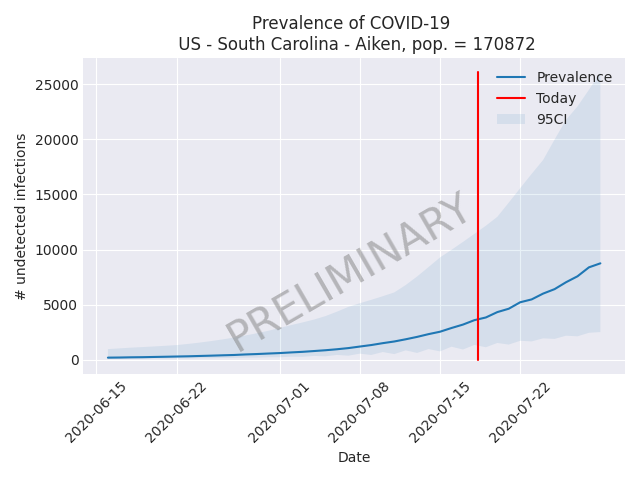 Prevalence of COVID-19
US - South Carolina - Aiken, pop. = 170872
Prevalence
Today
95CI
25000
20000
15000
10000
5000
0
# undetected infections
PRELIMINARY
2020-06-15
2020-06-22
2020-07-01
2020-07-08
2020-07-15
2020-07-22
Date